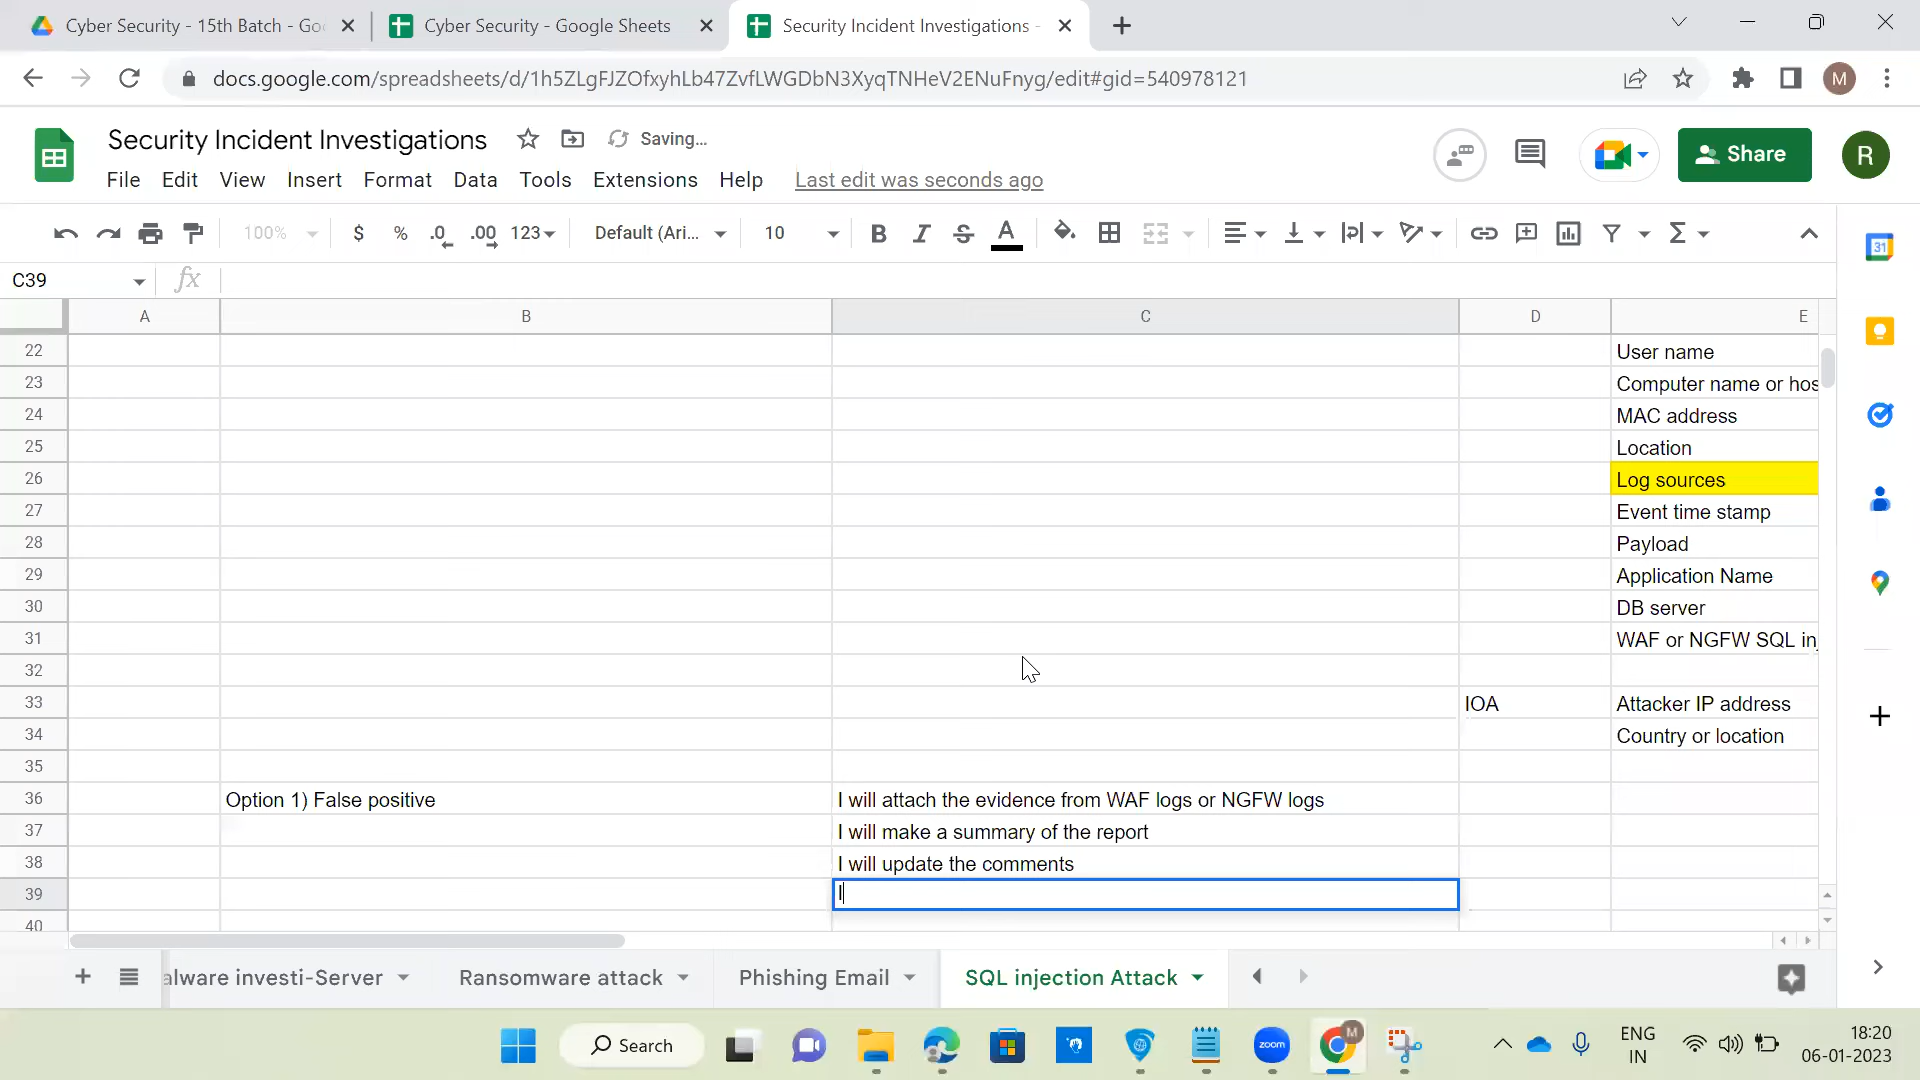 Cyber Security - 15th Batch - Go
Cyber Security - Google Sheets
Security Incident Investigations -
docs.google.com/spreadsheets/d/1h5ZLgFJZOfxyhLb47ZvfLWGDbN3XyqTNHeV2ENuFnyg/edit#gid=540978121
M
Security Incident Investigations
Saving...
Share
R
File Edit View Insert Format Data Tools Extensions Help Last edit was seconds ago
100% $ % .0 .00 123 Default (Ari... 10 B I S A
31
C39 fx
A B C D E
22 User name
23 Computer name or hos
24 MAC address
25 Location
26 Log sources
27 Event time stamp
28 Payload
29 Application Name
30 DB server
31 WAF or NGFW SQL in
32
33 IOA Attacker IP address
34 Country or location
35
36 Option 1) False positive I will attach the evidence from WAF logs or NGFW logs
37 I will make a summary of the report
38 I will update the comments
39 I
40
alware investi-Server Ransomware attack Phishing Email SQL injection Attack
Search
zoom
M
ENG
IN
18:20
06-01-2023